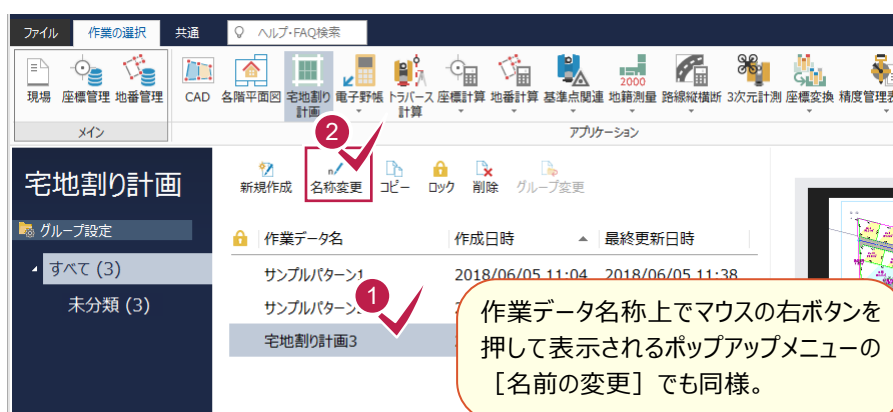 ファイル 作業の選択 共通 ヘルプ・FAQ検索
現場 座標管理 地番管理 CAD 各階平面図 宅地割り計画 電子野帳 トラバース計算 座標計算 地番計算 基準点関連 2000 地籍測量 路線縦横断 3次元計測 座標変換 精度管理表
メイン アプリケーション
2
宅地割り計画
新規作成 名称変更 コピー ロック 削除 グループ変更
グループ設定
作業データ名 作成日時 最終更新日時
すべて (3)
サンプルパターン1 2018/06/05 11:04 2018/06/05 11:38
未分類 (3)
サンプルパターン
1
宅地割り計画3
作業データ名称上でマウスの右ボタンを
押して表示されるポップアップメニューの
［名前の変更］でも同様。